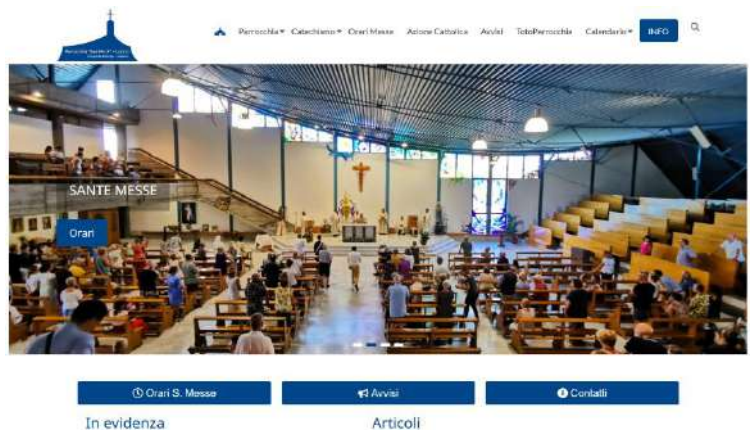 Parrocchia Catechismo Orari Messe Azione Cattolica Avvisi TotoParrocchia Calendario INFO
SANTE MESSE
Orari
Orari S. Messe Avvisi Contatti
In evidenza Articoli